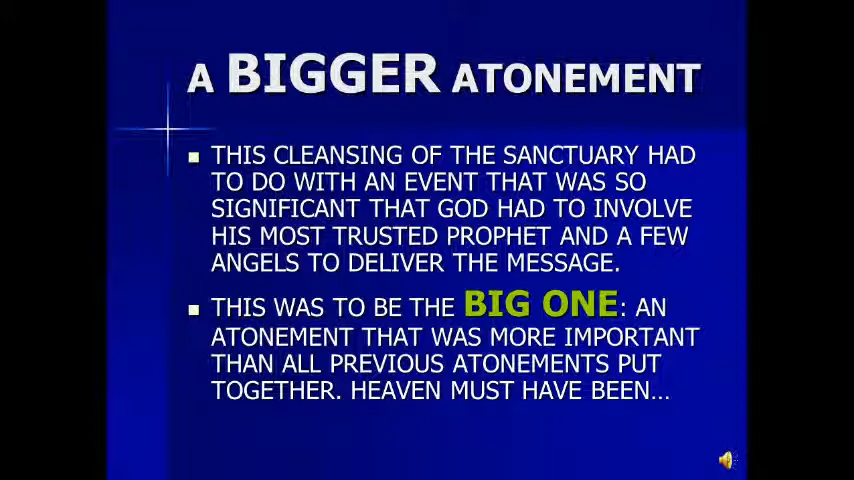 A BIGGER ATONEMENT
THIS CLEANSING OF THE SANCTUARY HAD
TO DO WITH AN EVENT THAT WAS SO
SIGNIFICANT THAT GOD HAD TO INVOLVE
HIS MOST TRUSTED PROPHET AND A FEW
ANGELS TO DELIVER THE MESSAGE.
THIS WAS TO BE THE BIG ONE: AN
ATONEMENT THAT WAS MORE IMPORTANT
THAN ALL PREVIOUS ATONEMENTS PUT
TOGETHER. HEAVEN MUST HAVE BEEN…